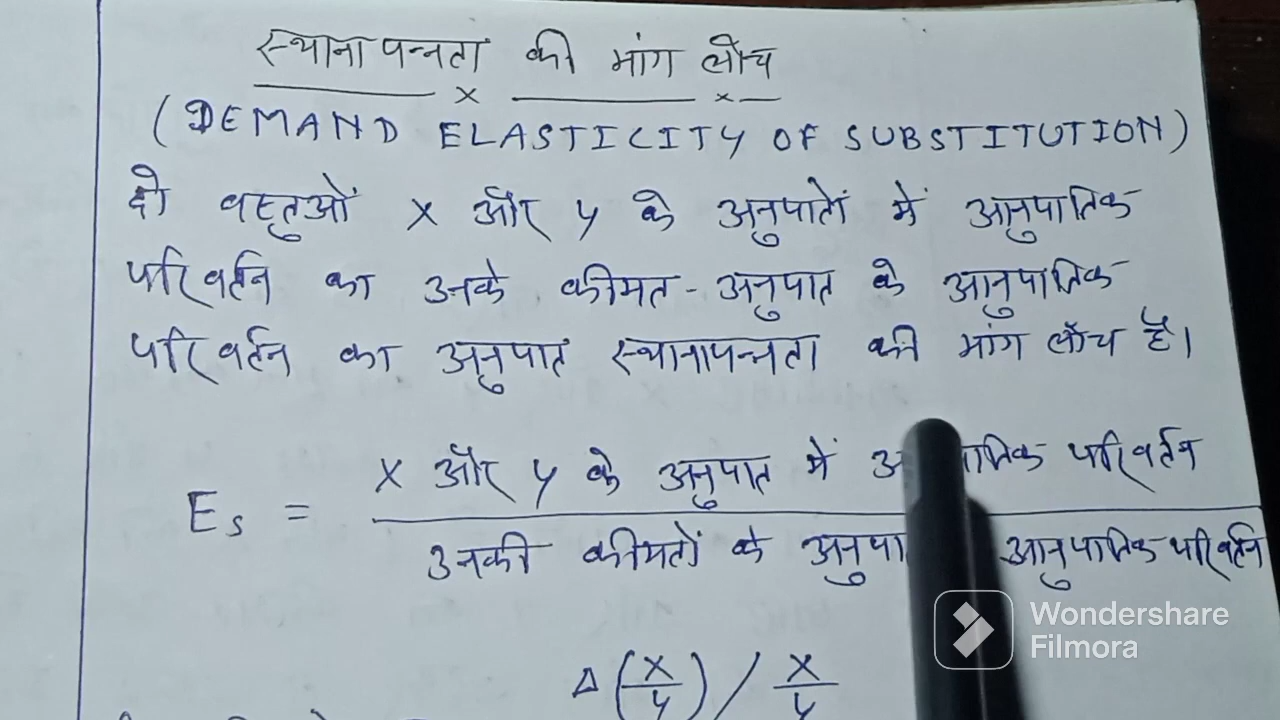 स्थानापन्नता की मांग लोच
(DEMAND ELASTICITY OF SUBSTITUTION)
दो वस्तुओं X और Y के अनुपातों में आनुपातिक
परिवर्तन का उनके कीमत-अनुपात के आनुपातिक
परिवर्तन का अनुपात स्थानापन्नता की मांग लोच है।
X और Y के अनुपात में परिवर्तन
Es =
उनकी कीमतों के आनुपातिक परिवर्तन
Wondershare
Filmora
Δ(X/Y) / X/Y